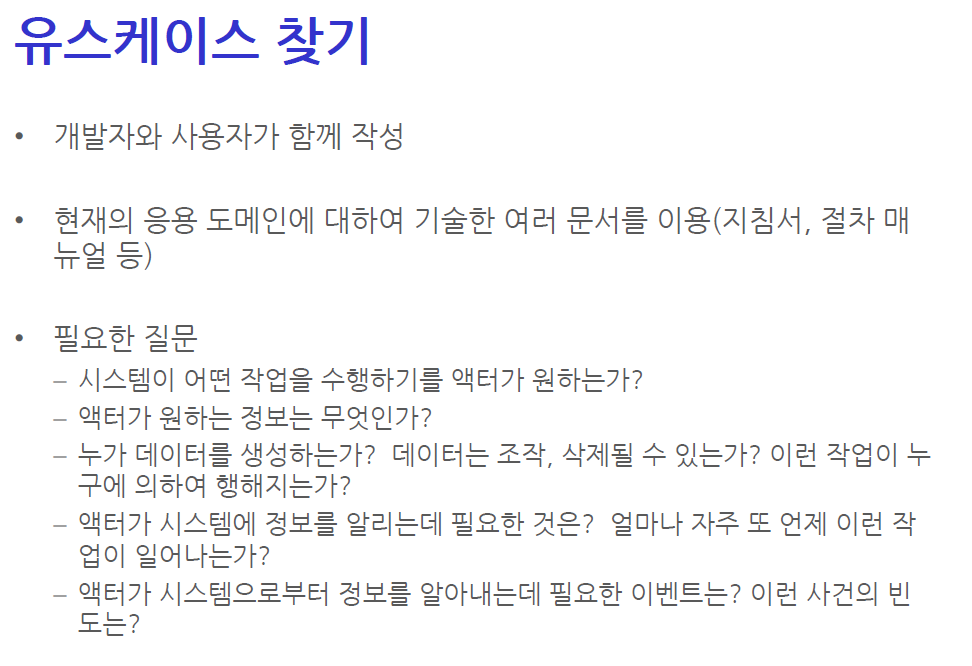 유스케이스 찾기
• 개발자와 사용자가 함께 작성
• 현재의 응용 도메인에 대하여 기술한 여러 문서를 이용(지침서, 절차 매
뉴얼 등)
• 필요한 질문
– 시스템이 어떤 작업을 수행하기를 액터가 원하는가?
– 액터가 원하는 정보는 무엇인가?
– 누가 데이터를 생성하는가? 데이터는 조작, 삭제될 수 있는가? 이런 작업이 누
구에 의하여 행해지는가?
– 액터가 시스템에 정보를 알리는데 필요한 것은? 얼마나 자주 또 언제 이런 작
업이 일어나는가?
– 액터가 시스템으로부터 정보를 알아내는데 필요한 이벤트는? 이런 사건의 빈
도는?